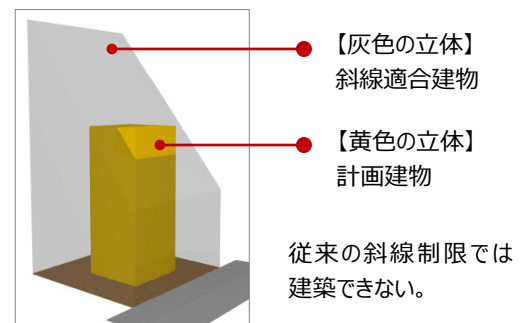 【灰色の立体】
斜線適合建物
【黄色の立体】
計画建物
従来の斜線制限では
建築できない。